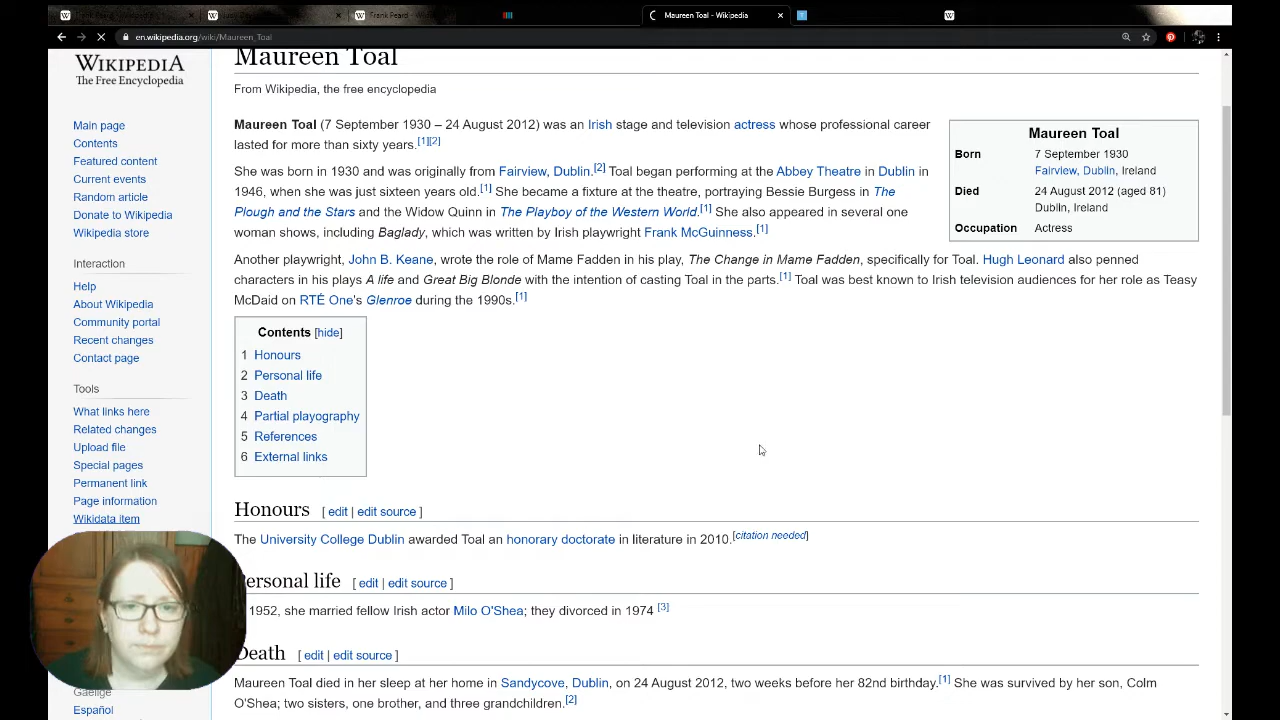 Frank Peard - Wiki
Maureen Toal - Wikipedia
en.wikipedia.org/wiki/Maureen_Toal
WIKIPEDIA
The Free Encyclopedia
Main page
Contents
Featured content
Current events
Random article
Donate to Wikipedia
Wikipedia store
Interaction
Help
About Wikipedia
Community portal
Recent changes
Contact page
Tools
What links here
Related changes
Upload file
Special pages
Permanent link
Page information
Wikidata item
Gaeilge
Español
Maureen Toal
From Wikipedia, the free encyclopedia
Maureen Toal (7 September 1930 – 24 August 2012) was an Irish stage and television actress whose professional career
lasted for more than sixty years.[1][2]
She was born in 1930 and was originally from Fairview, Dublin.[2] Toal began performing at the Abbey Theatre in Dublin in
1946, when she was just sixteen years old.[1] She became a fixture at the theatre, portraying Bessie Burgess in The
Plough and the Stars and the Widow Quinn in The Playboy of the Western World.[1] She also appeared in several one
woman shows, including Baglady, which was written by Irish playwright Frank McGuinness.[1]
Another playwright, John B. Keane, wrote the role of Mame Fadden in his play, The Change in Mame Fadden, specifically for Toal. Hugh Leonard also penned
characters in his plays A life and Great Big Blonde with the intention of casting Toal in the parts.[1] Toal was best known to Irish television audiences for her role as Teasy
McDaid on RTÉ One's Glenroe during the 1990s.[1]
Maureen Toal
Born 7 September 1930
Fairview, Dublin, Ireland
Died 24 August 2012 (aged 81)
Dublin, Ireland
Occupation Actress
Contents [hide]
1 Honours
2 Personal life
3 Death
4 Partial playography
5 References
6 External links
Honours [ edit | edit source ]
The University College Dublin awarded Toal an honorary doctorate in literature in 2010.[citation needed]
ersonal life [ edit | edit source ]
1952, she married fellow Irish actor Milo O'Shea; they divorced in 1974 [3]
Death [ edit | edit source ]
Maureen Toal died in her sleep at her home in Sandycove, Dublin, on 24 August 2012, two weeks before her 82nd birthday.[1] She was survived by her son, Colm
O'Shea; two sisters, one brother, and three grandchildren.[2]